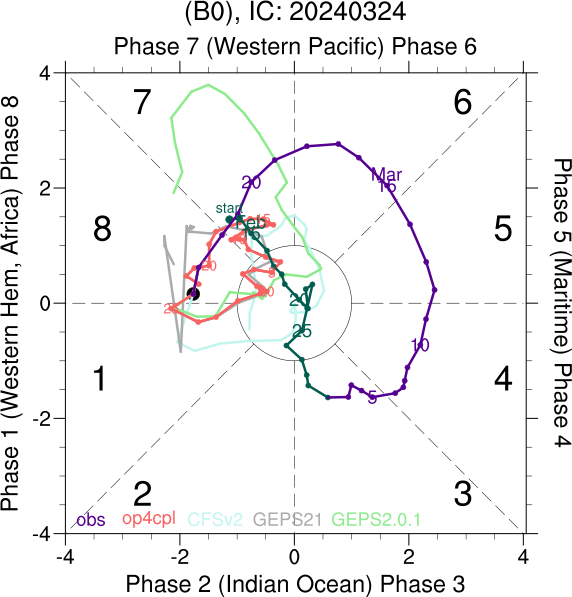 (B0), IC: 20240324
Phase 7 (Western Pacific) Phase 6
4
2
0
-2
-4
-4
-2
0
2
4
Phase 1 (Western Hem, Africa) Phase 8
Phase 5 (Maritime) Phase 4
Phase 2 (Indian Ocean) Phase 3
7
6
8
5
1
4
2
3
20
Mar
15
start
Feb
15
20
25
10
5
20
obs
op4cpl
CFSv2
GEPS21
GEPS2.0.1